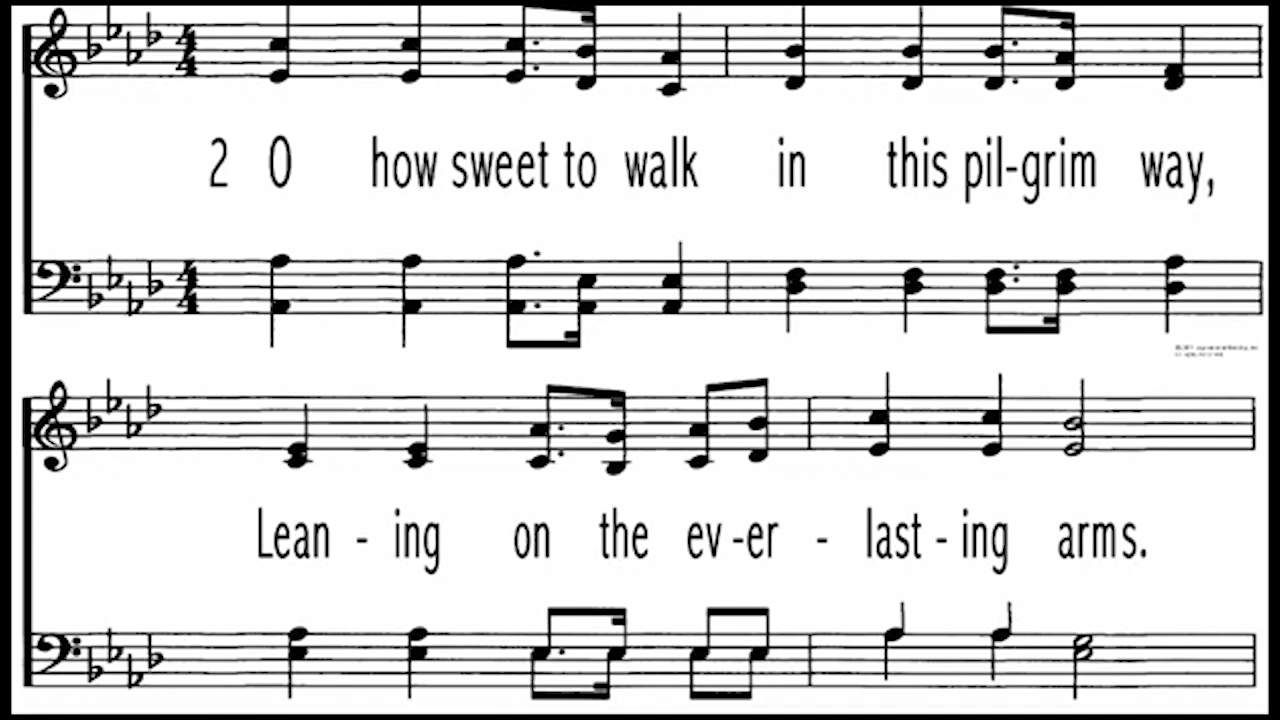 2 O how sweet to walk in this pil-grim way,
Lean - ing on the ev-er - last-ing arms.